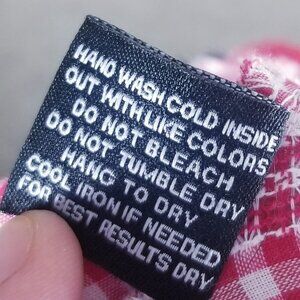 HAND WASH COLD INSIDE
OUT WITH LIKE COLORS
DO NOT BLEACH
DO NOT TUMBLE DRY
HANG TO DRY
COOL IRON IF NEEDED
FOR BEST RESULTS DRY